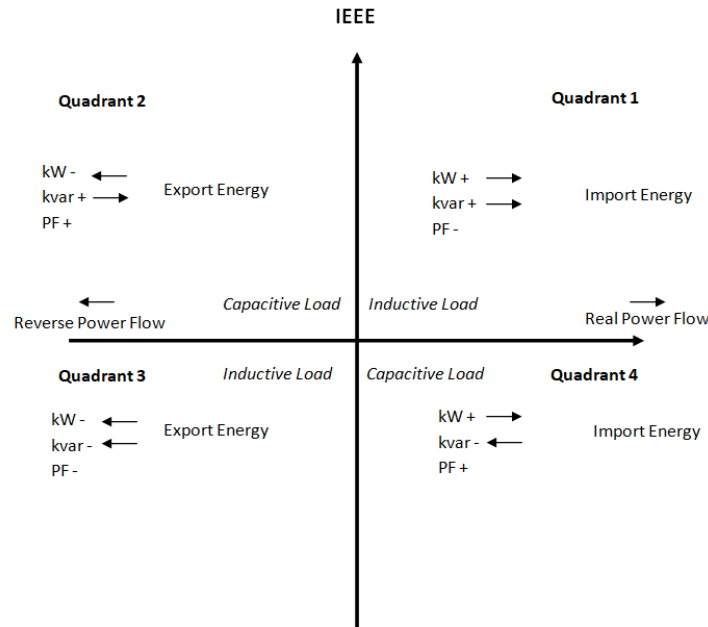 IEEE
Quadrant 2
Quadrant 1
kW -
kvar +
PF +
Export Energy
kW +
kvar +
PF -
Import Energy
Capacitive Load
Inductive Load
Reverse Power Flow
Real Power Flow
Quadrant 3
Inductive Load
Capacitive Load
Quadrant 4
kW -
kvar -
PF -
Export Energy
kW +
kvar -
PF +
Import Energy